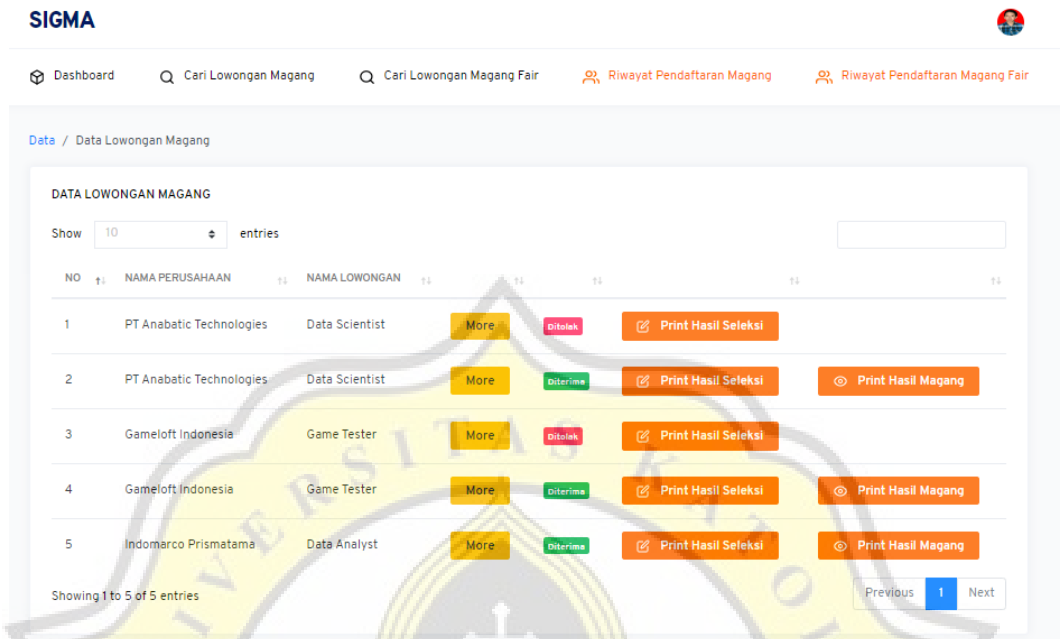 SIGMA
Dashboard Cari Lowongan Magang Cari Lowongan Magang Fair Riwayat Pendaftaran Magang Riwayat Pendaftaran Magang Fair
Data / Data Lowongan Magang
DATA LOWONGAN MAGANG
Show 10 entries
NO NAMA PERUSAHAAN NAMA LOWONGAN
1 PT Anabatic Technologies Data Scientist More Ditolak Print Hasil Seleksi
2 PT Anabatic Technologies Data Scientist More Diterima Print Hasil Seleksi Print Hasil Magang
3 Gameloft Indonesia Game Tester More Ditolak Print Hasil Seleksi
4 Gameloft Indonesia Game Tester More Diterima Print Hasil Seleksi Print Hasil Magang
5 Indomarco Prismatama Data Analyst More Diterima Print Hasil Seleksi Print Hasil Magang
Showing 1 to 5 of 5 entries Previous 1 Next